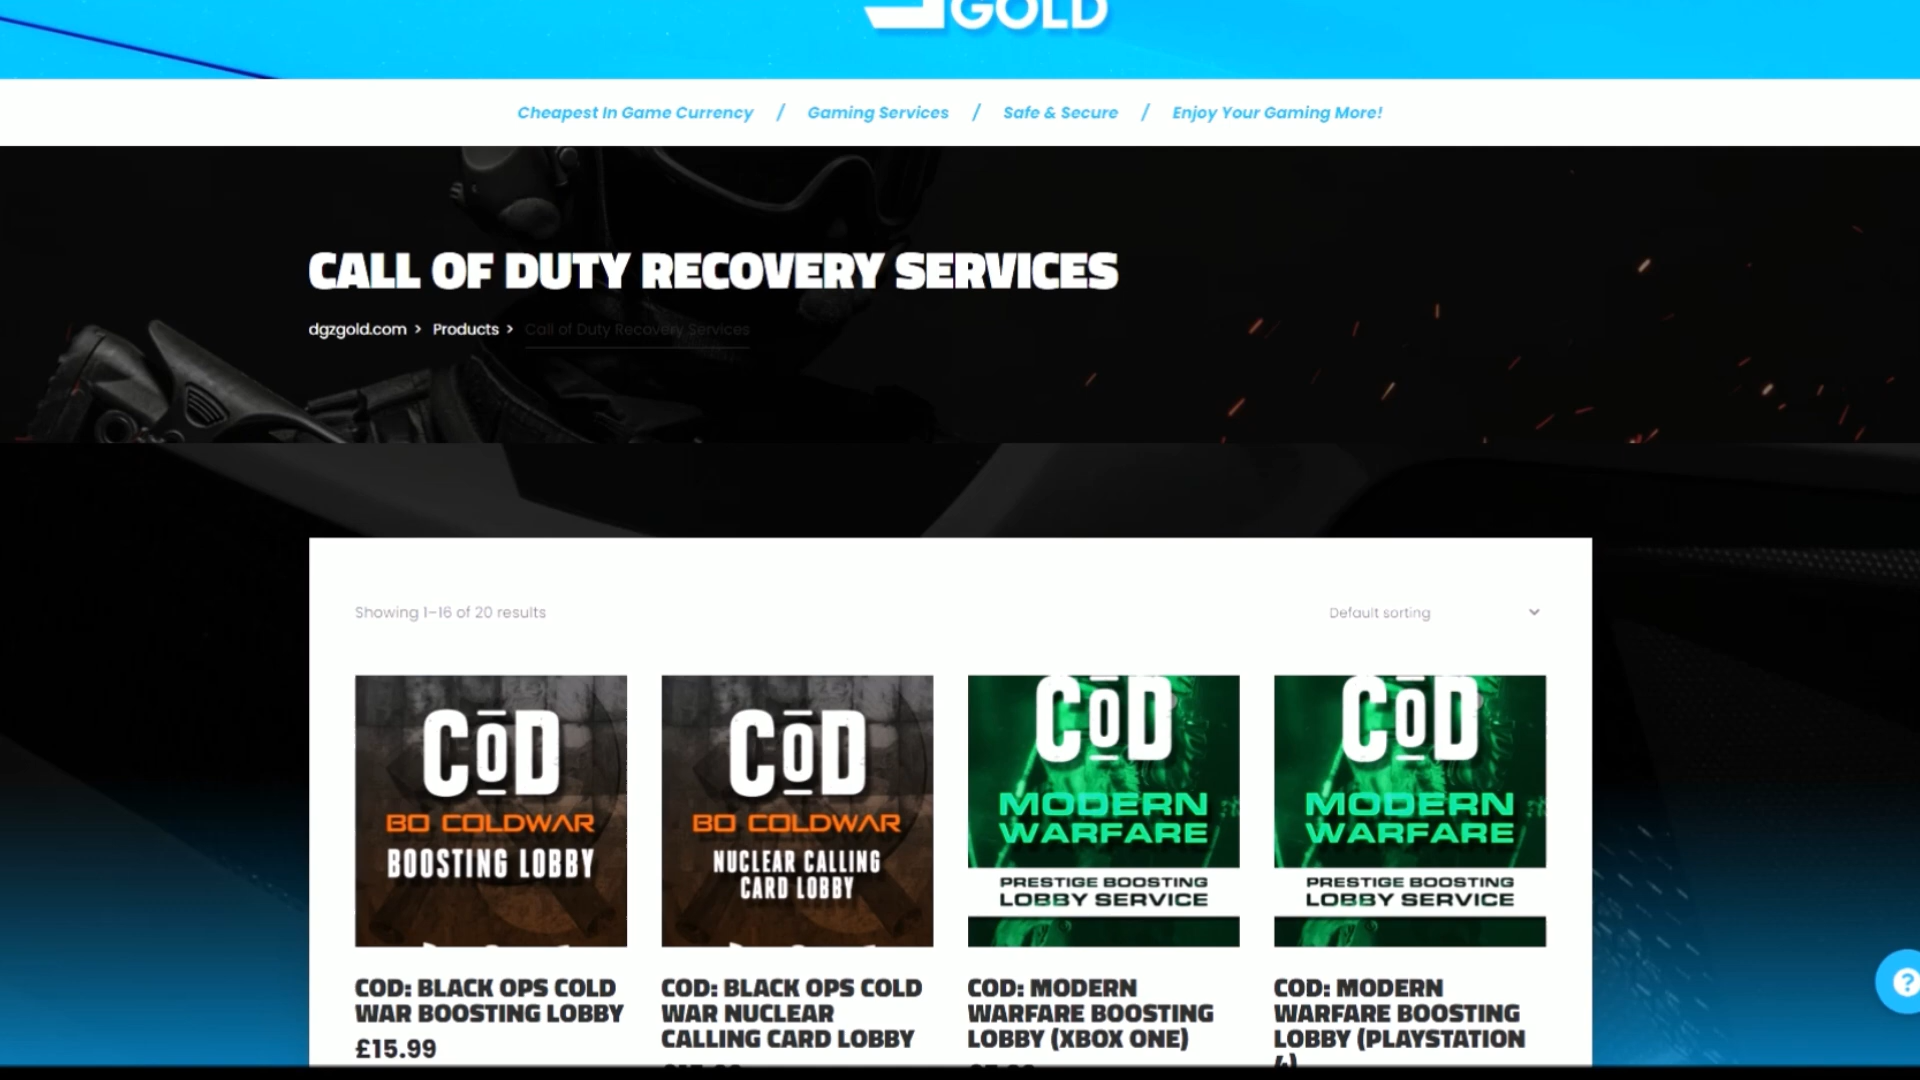 GOLD
Cheapest In Game Currency / Gaming Services / Safe & Secure / Enjoy Your Gaming More!
CALL OF DUTY RECOVERY SERVICES
dgzgold.com > Products > Call of Duty Recovery Services
Showing 1–16 of 20 results
Default sorting
COD
BO COLDWAR
BOOSTING LOBBY
COD
BO COLDWAR
NUCLEAR CALLING
CARD LOBBY
COD
MODERN
WARFARE
PRESTIGE BOOSTING
LOBBY SERVICE
COD
MODERN
WARFARE
PRESTIGE BOOSTING
LOBBY SERVICE
COD: BLACK OPS COLD
WAR BOOSTING LOBBY
£15.99
COD: BLACK OPS COLD
WAR NUCLEAR
CALLING CARD LOBBY
COD: MODERN
WARFARE BOOSTING
LOBBY (XBOX ONE)
COD: MODERN
WARFARE BOOSTING
LOBBY (PLAYSTATION
4)
?